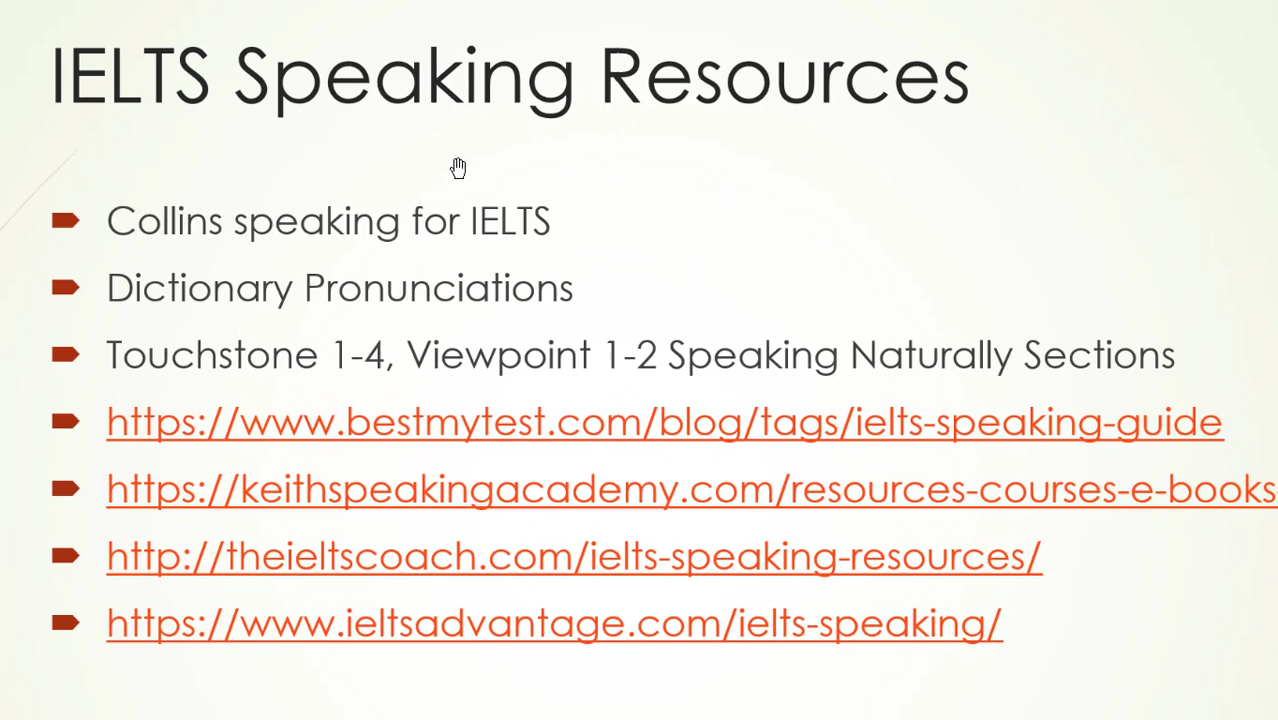 IELTS Speaking Resources
Collins speaking for IELTS
Dictionary Pronunciations
Touchstone 1-4, Viewpoint 1-2 Speaking Naturally Sections
https://www.bestmytest.com/blog/tags/ielts-speaking-guide
https://keithspeakingacademy.com/resources-courses-e-books-
http://theieltscoach.com/ielts-speaking-resources/
https://www.ieltsadvantage.com/ielts-speaking/